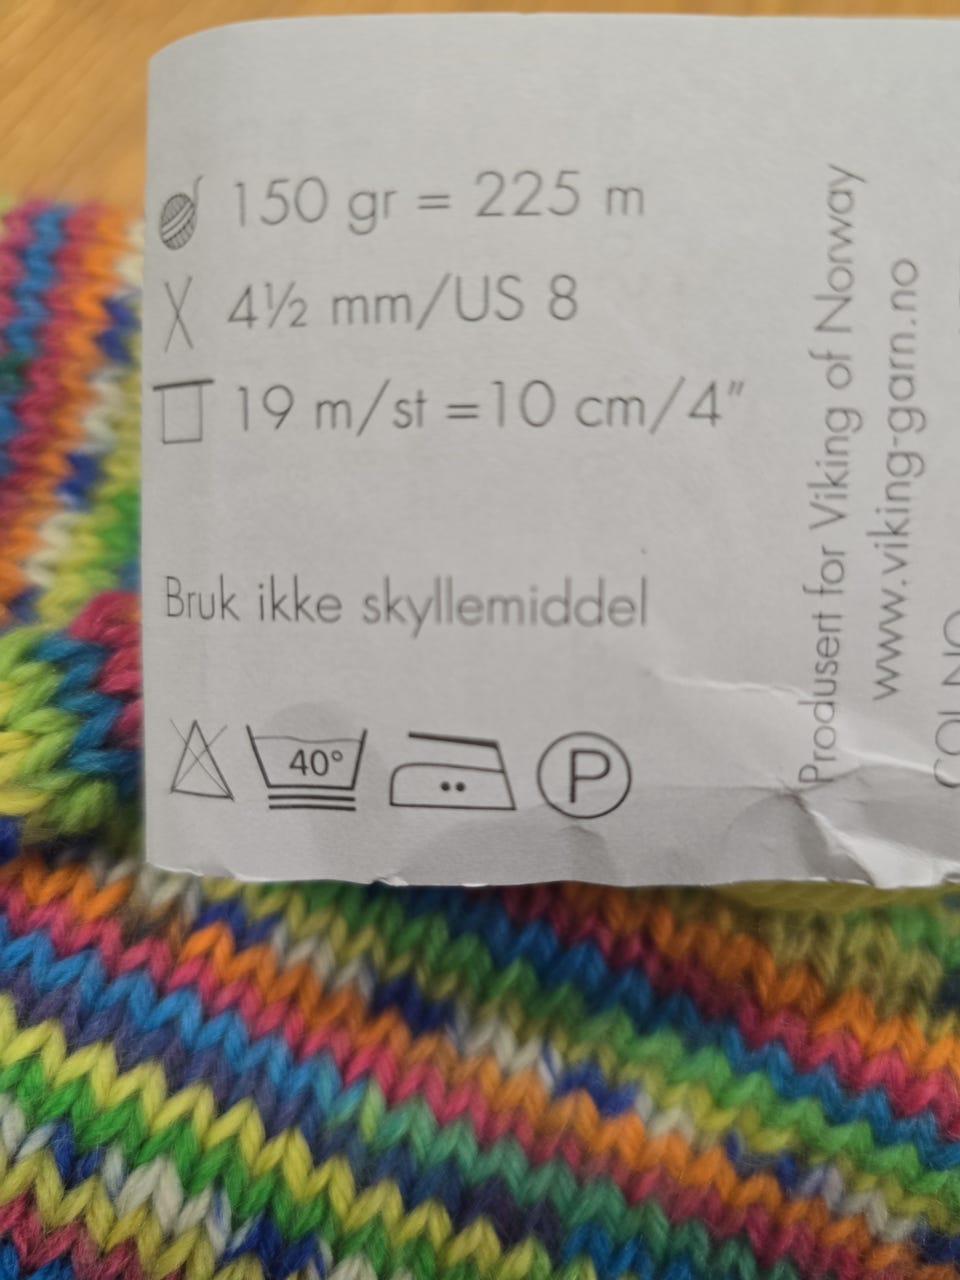 150 gr = 225 m
4½ mm/US 8
19 m/st =10 cm/4"
Bruk ikke skyllemiddel
40°
P
Produsert for Viking of Norway
www.viking-garn.no